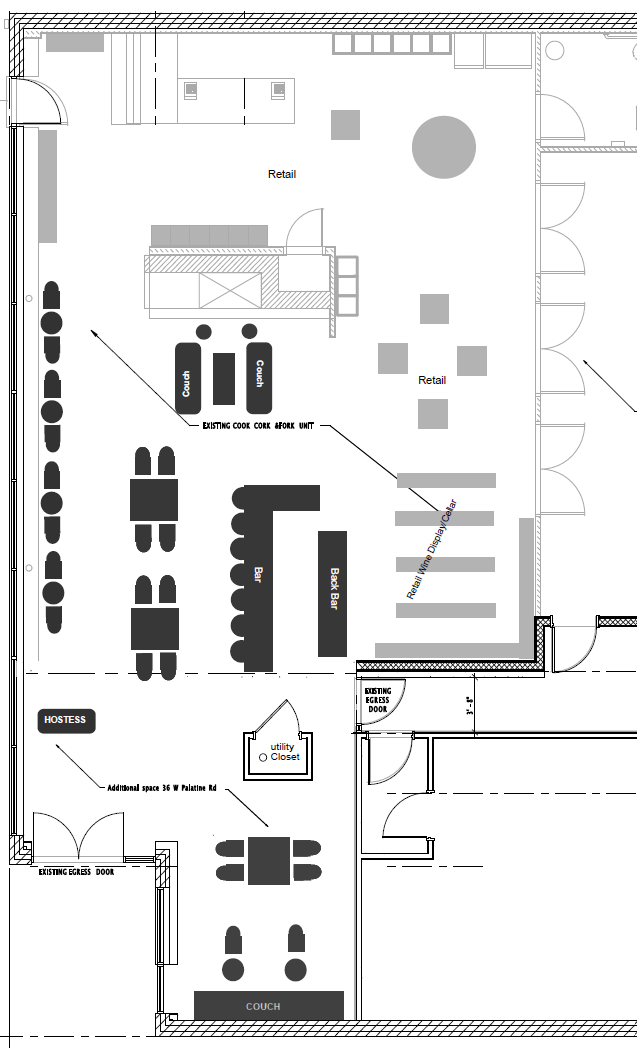 Retail
Couch
Couch
Retail
EXISTING COOK CORK &FORK UNIT
Retail Wine Display/Cellar
Bar
Back Bar
EXISTING
EGRESS
DOOR
3'-8"
HOSTESS
utility
Closet
Additional space 36 W Palatine Rd
EXISTING EGRESS DOOR
COUCH